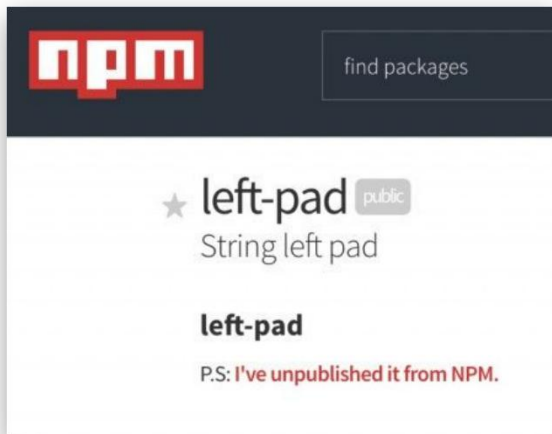 npm
find packages
left-pad public
String left pad
left-pad
P.S: I've unpublished it from NPM.